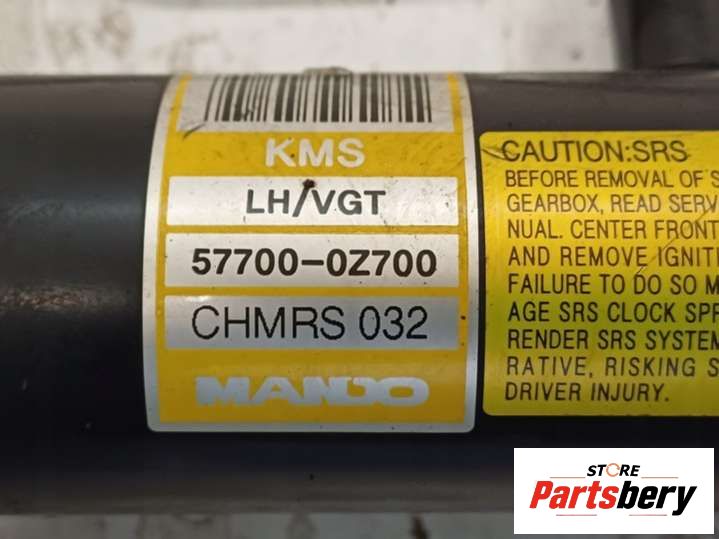 KMS
LH/VGT
57700-0Z700
CHMRS 032
MANDO
CAUTION:SRS
BEFORE REMOVAL OF S
GEARBOX, READ SERV
NUAL. CENTER FRONT
AND REMOVE IGNITI
FAILURE TO DO SO M
AGE SRS CLOCK SPR
RENDER SRS SYSTEM
RATIVE, RISKING S
DRIVER INJURY.
STORE
Partsbery